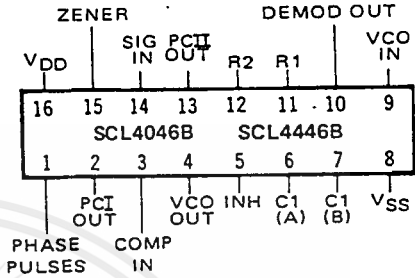 ZENER DEMOD OUT
SIG PCII VCO
VDD IN OUT R2 R1 IN
16 15 14 13 12 11 10 9
SCL4046B SCL4446B
1 2 3 4 5 6 7 8
PCI VCO INH C1 C1 VSS
OUT OUT (A) (B)
PHASE COMP
PULSES IN